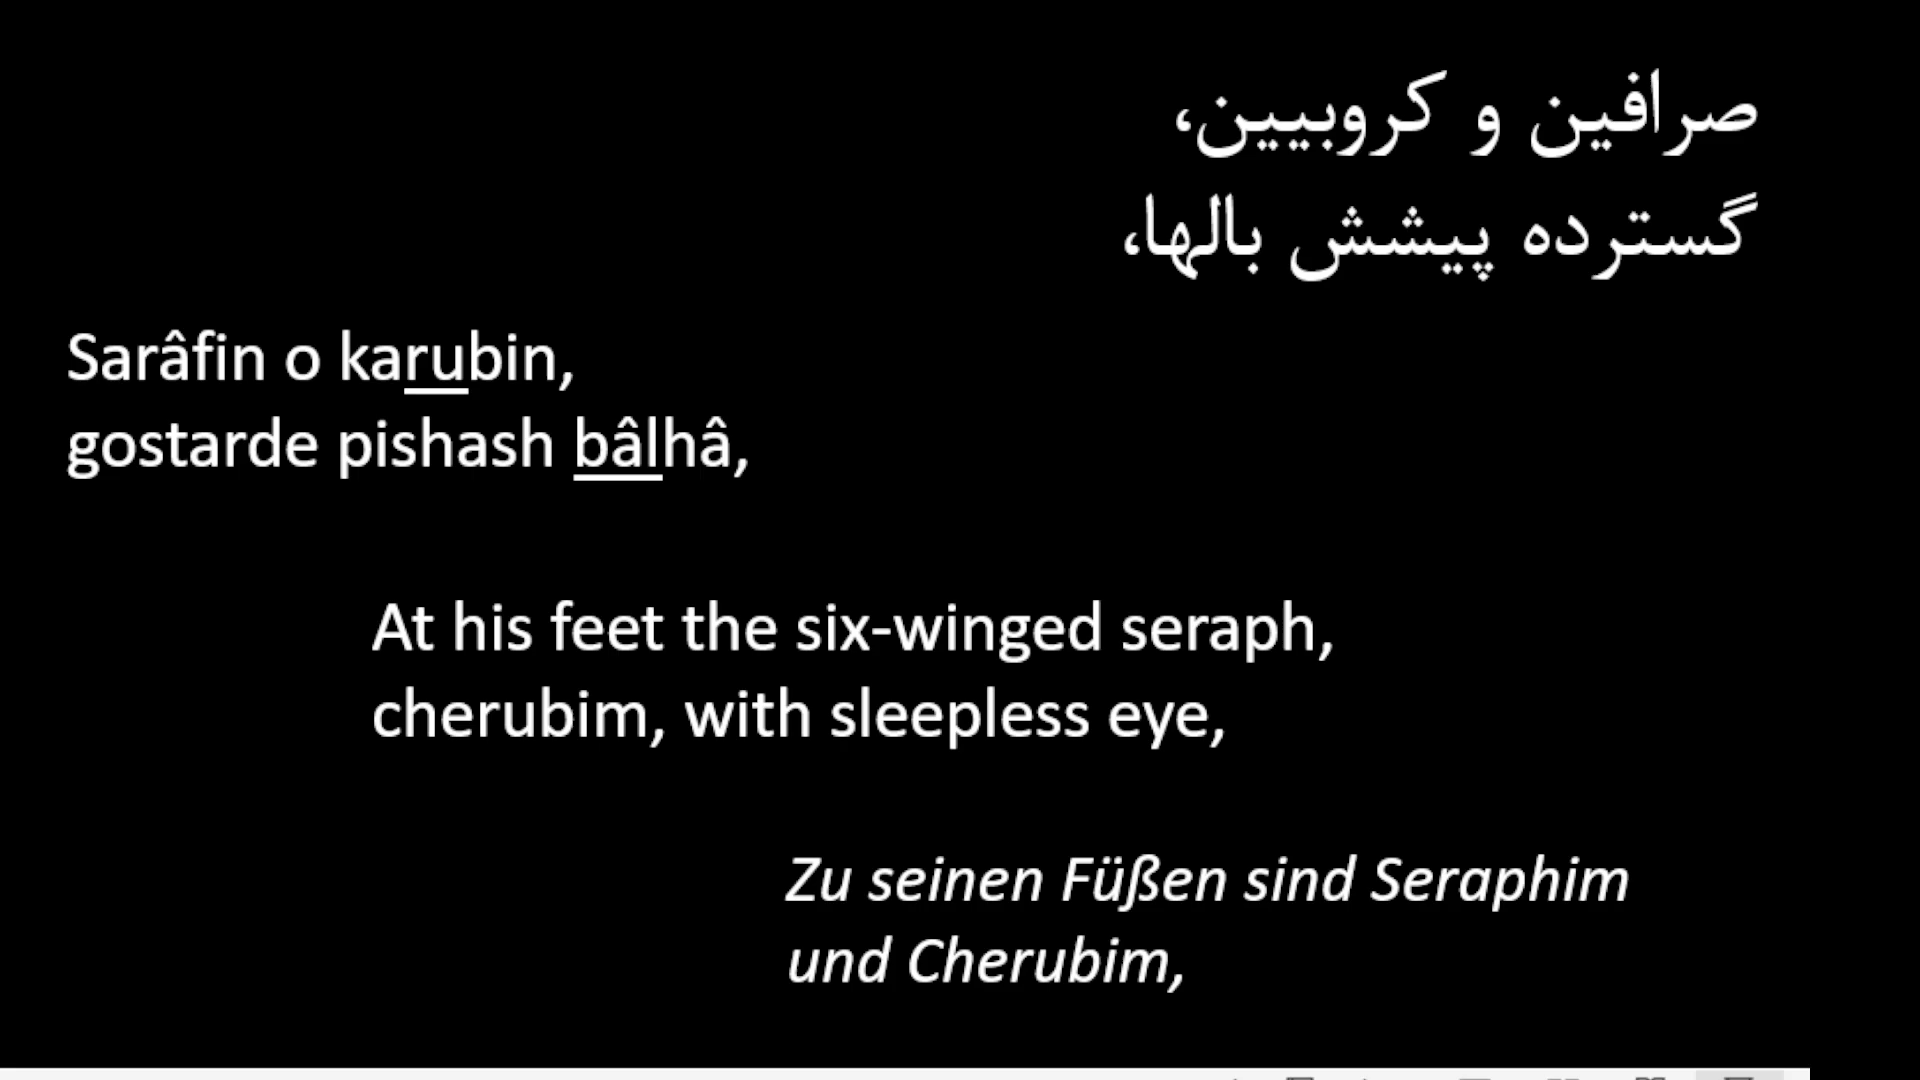 صرافین و کروبیین،
گسترده پیشش بالها،
Sarâfin o karubin,
gostarde pishash bâlhâ,
At his feet the six-winged seraph,
cherubim, with sleepless eye,
Zu seinen Füßen sind Seraphim
und Cherubim,